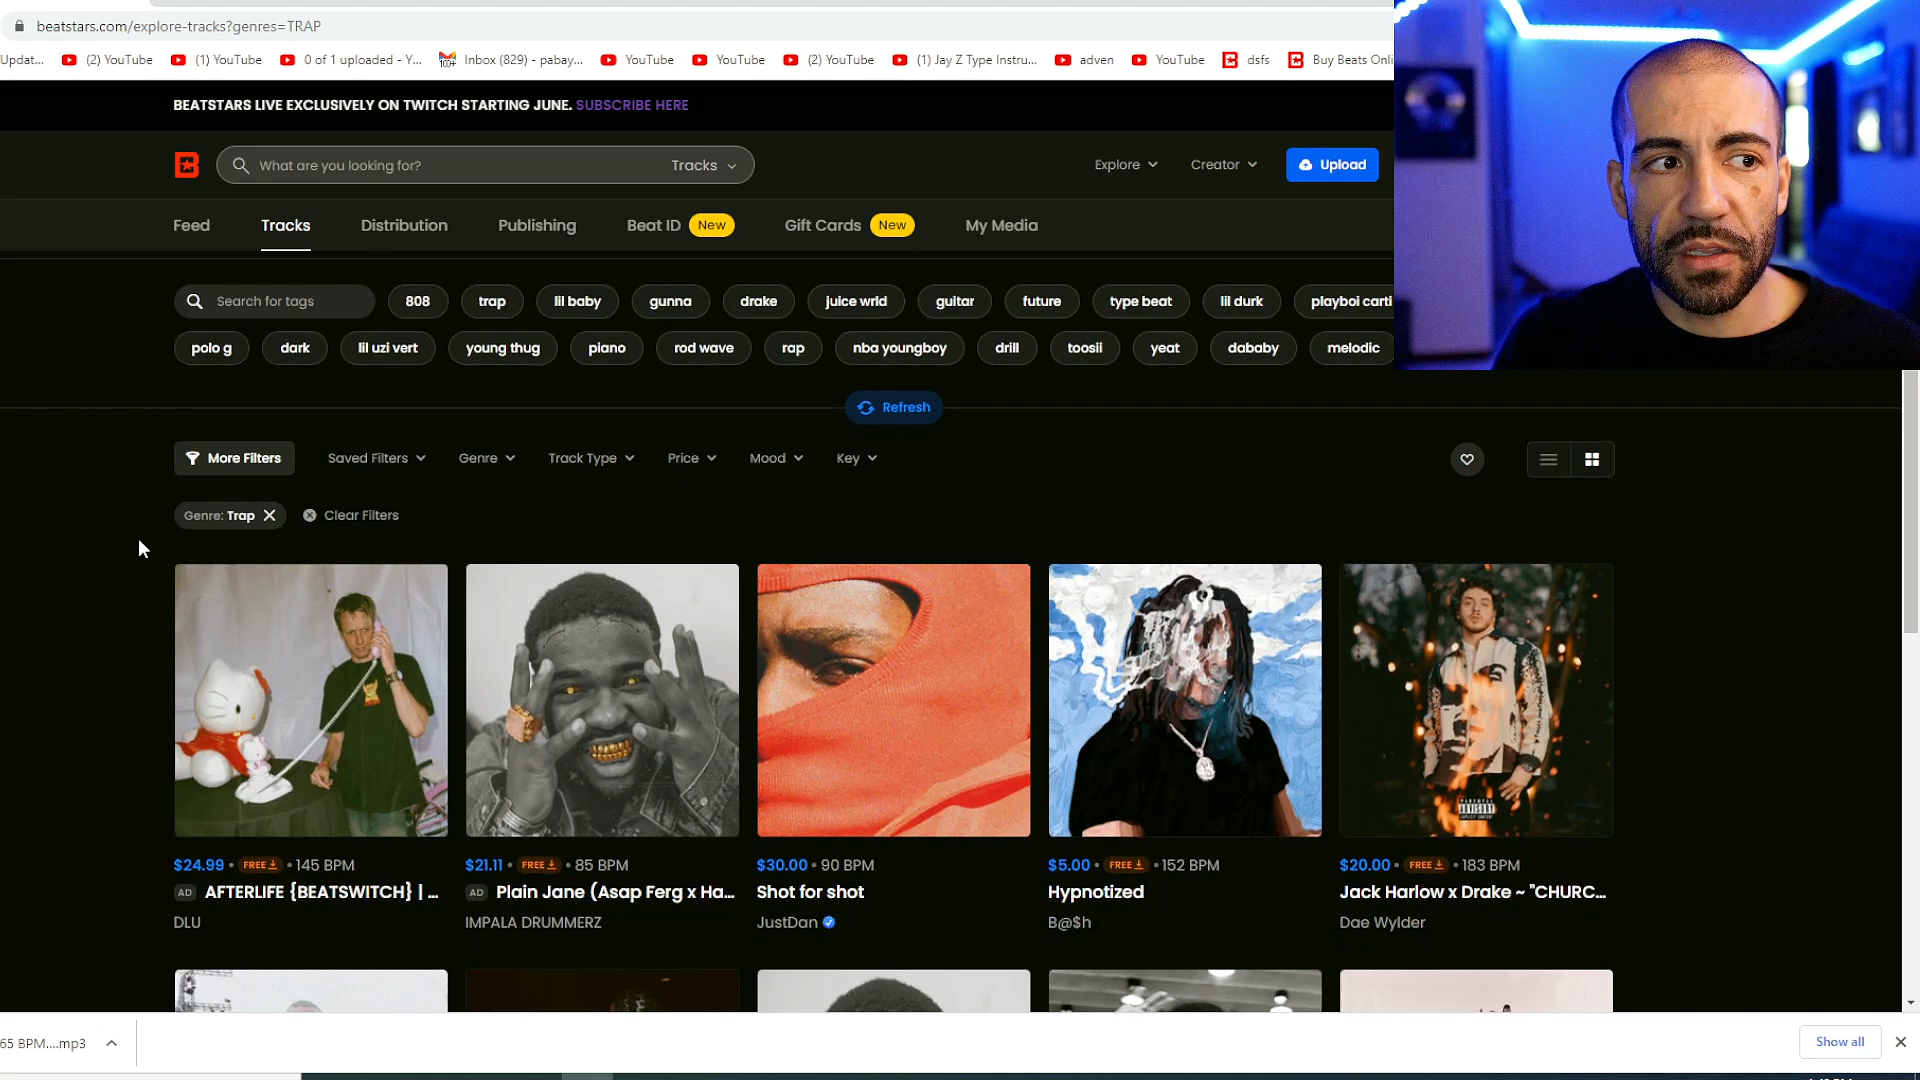 beatstars.com/explore-tracks?genres=TRAP
Updat... (2) YouTube (1) YouTube 0 of 1 uploaded - Y... Inbox (829) - pabay... YouTube YouTube (2) YouTube (1) Jay Z Type Instru... adven YouTube dsfs Buy Beats Onli
BEATSTARS LIVE EXCLUSIVELY ON TWITCH STARTING JUNE. SUBSCRIBE HERE
What are you looking for? Tracks Explore Creator Upload
Feed Tracks Distribution Publishing Beat ID New Gift Cards New My Media
Search for tags 808 trap lil baby gunna drake juice wrld guitar future type beat lil durk playboi carti
polo g dark lil uzi vert young thug piano rod wave rap nba youngboy drill toosii yeat dababy melodic
Refresh
More Filters Saved Filters Genre Track Type Price Mood Key
Genre: Trap Clear Filters
PARENTAL
ADVISORY
EXPLICIT CONTENT
$24.99 • FREE • 145 BPM
AD AFTERLIFE {BEATSWITCH} | ...
DLU
$21.11 • FREE • 85 BPM
AD Plain Jane (Asap Ferg x Ha...
IMPALA DRUMMERZ
$30.00 • 90 BPM
Shot for shot
JustDan
$5.00 • FREE • 152 BPM
Hypnotized
B@$h
$20.00 • FREE • 183 BPM
Jack Harlow x Drake ~ "CHURC...
Dae Wylder
65 BPM....mp3 Show all